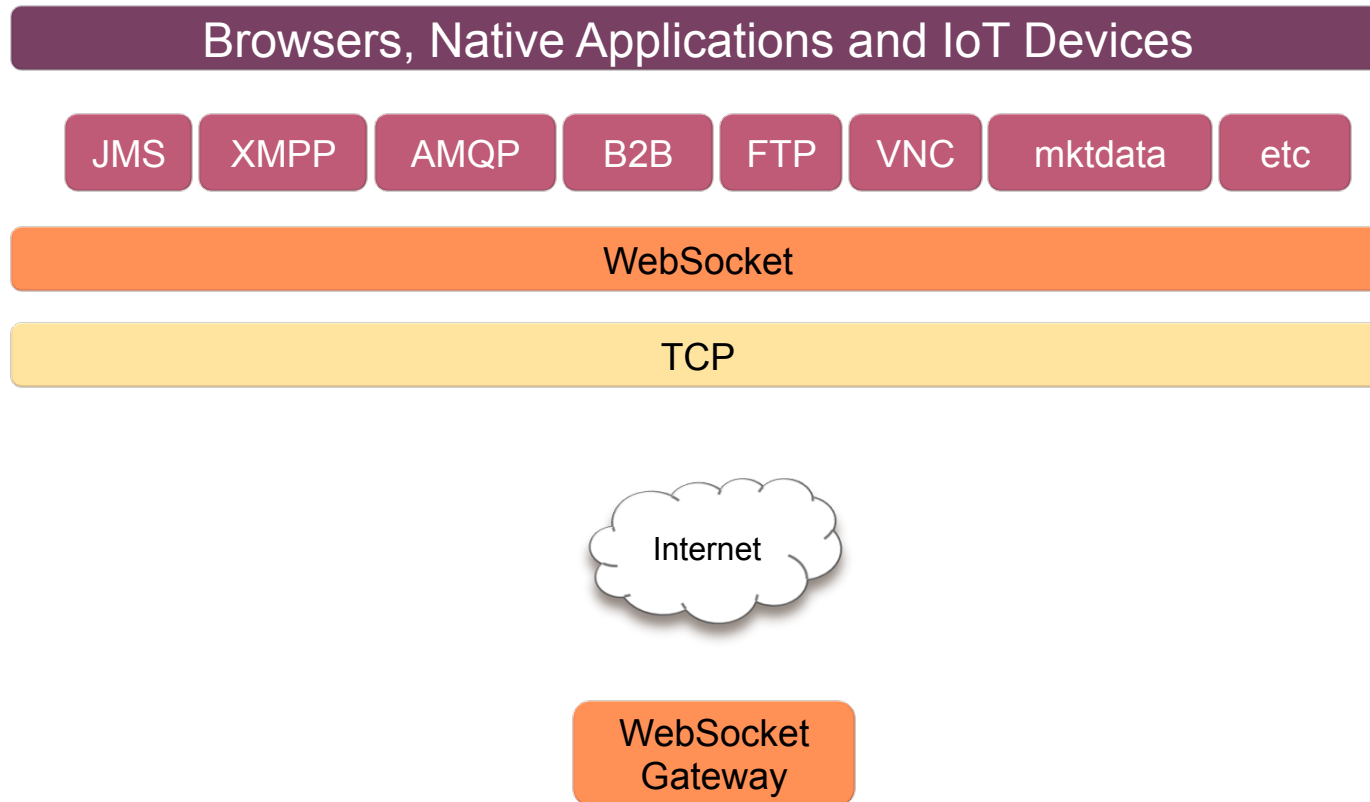 Browsers, Native Applications and IoT Devices
JMS XMPP AMQP B2B FTP VNC mktdata etc
WebSocket
TCP
Internet
WebSocket
Gateway